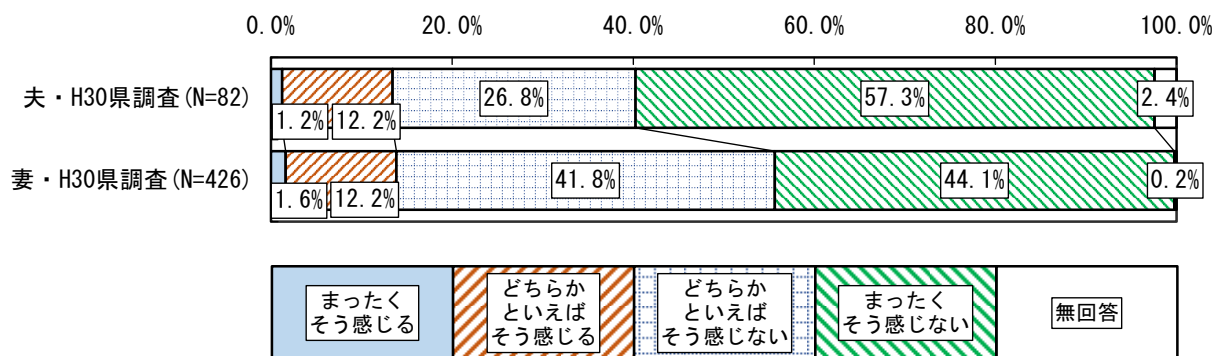 0.0% 20.0% 40.0% 60.0% 80.0% 100.0%
夫・H30県調査(N=82) 1.2% 12.2% 26.8% 57.3% 2.4%
妻・H30県調査(N=426) 1.6% 12.2% 41.8% 44.1% 0.2%
まったく
そう感じる
どちらか
といえば
そう感じる
どちらか
といえば
そう感じない
まったく
そう感じない
無回答